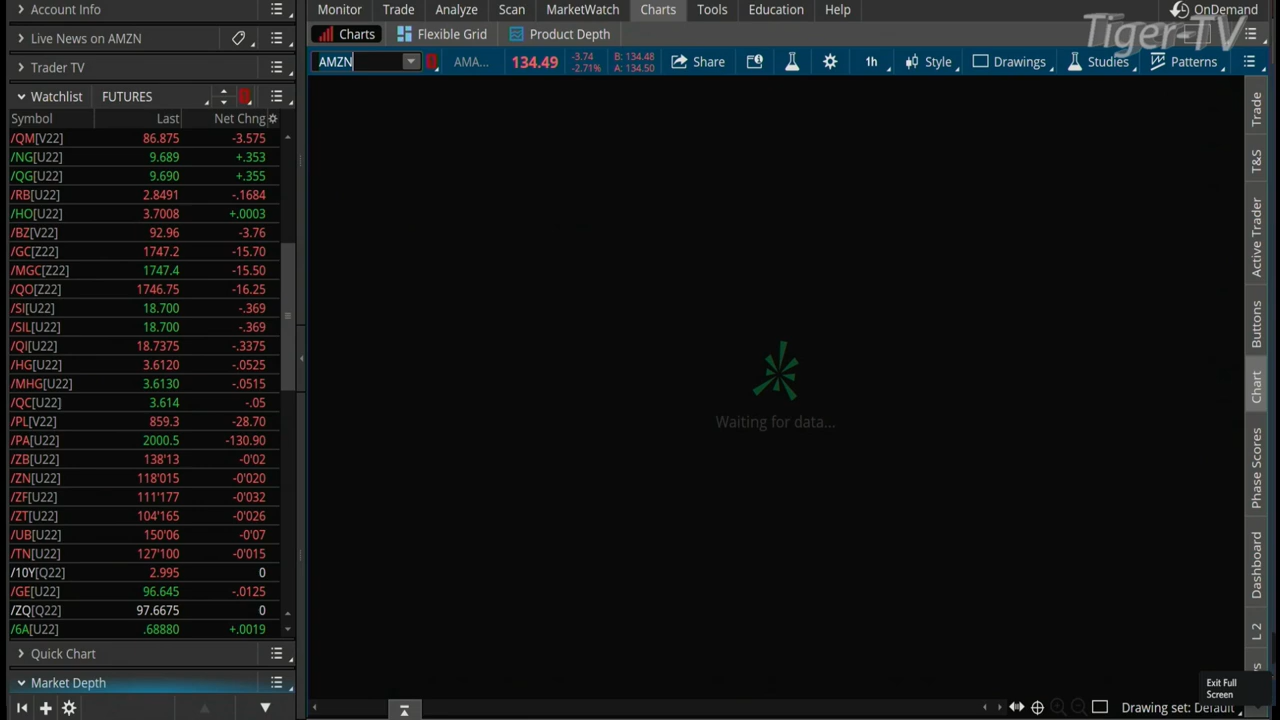 Account Info
Live News on AMZN
Trader TV
Watchlist FUTURES
Symbol Last Net Chng
/QM[V22] 86.875 -3.575
/NG[U22] 9.689 +.353
/QG[U22] 9.690 +.355
/RB[U22] 2.8491 -.1684
/HO[U22] 3.7008 +.0003
/BZ[V22] 92.96 -3.76
/GC[Z22] 1747.2 -15.70
/MGC[Z22] 1747.4 -15.50
/QO[Z22] 1746.75 -16.25
/SI[U22] 18.700 -.369
/SIL[U22] 18.700 -.369
/QI[U22] 18.7375 -.3375
/HG[U22] 3.6120 -.0525
/MHG[U22] 3.6130 -.0515
/QC[U22] 3.614 -.05
/PL[V22] 859.3 -28.70
/PA[U22] 2000.5 -130.90
/ZB[U22] 138'13 -0'02
/ZN[U22] 118'015 -0'020
/ZF[U22] 111'177 -0'032
/ZT[U22] 104'165 -0'026
/UB[U22] 150'06 -0'07
/TN[U22] 127'100 -0'015
/10Y[Q22] 2.995 0
/GE[U22] 96.645 -.0125
/ZQ[Q22] 97.6675 0
/6A[U22] .68880 +.0019
Quick Chart
Market Depth
Monitor Trade Analyze Scan MarketWatch Charts Tools Education Help OnDemand
Tiger-TV
Charts Flexible Grid Product Depth
AMZN AMA... 134.49 -3.74 B: 134.48
-2.71% A: 134.50
Share 1h Style Drawings Studies Patterns
Waiting for data...
Trade
T&S
Active Trader
Buttons
Chart
Phase Scores
Dashboard
L 2
Exit Full
Screen
Drawing set: Default